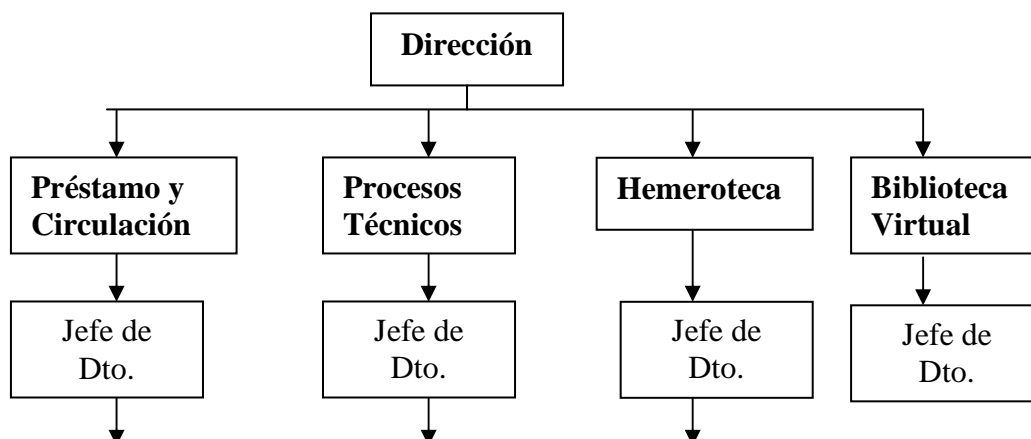 Dirección
Préstamo y
Circulación
Procesos
Técnicos
Hemeroteca
Biblioteca
Virtual
Jefe de
Dto.
Jefe de
Dto.
Jefe de
Dto.
Jefe de
Dto.